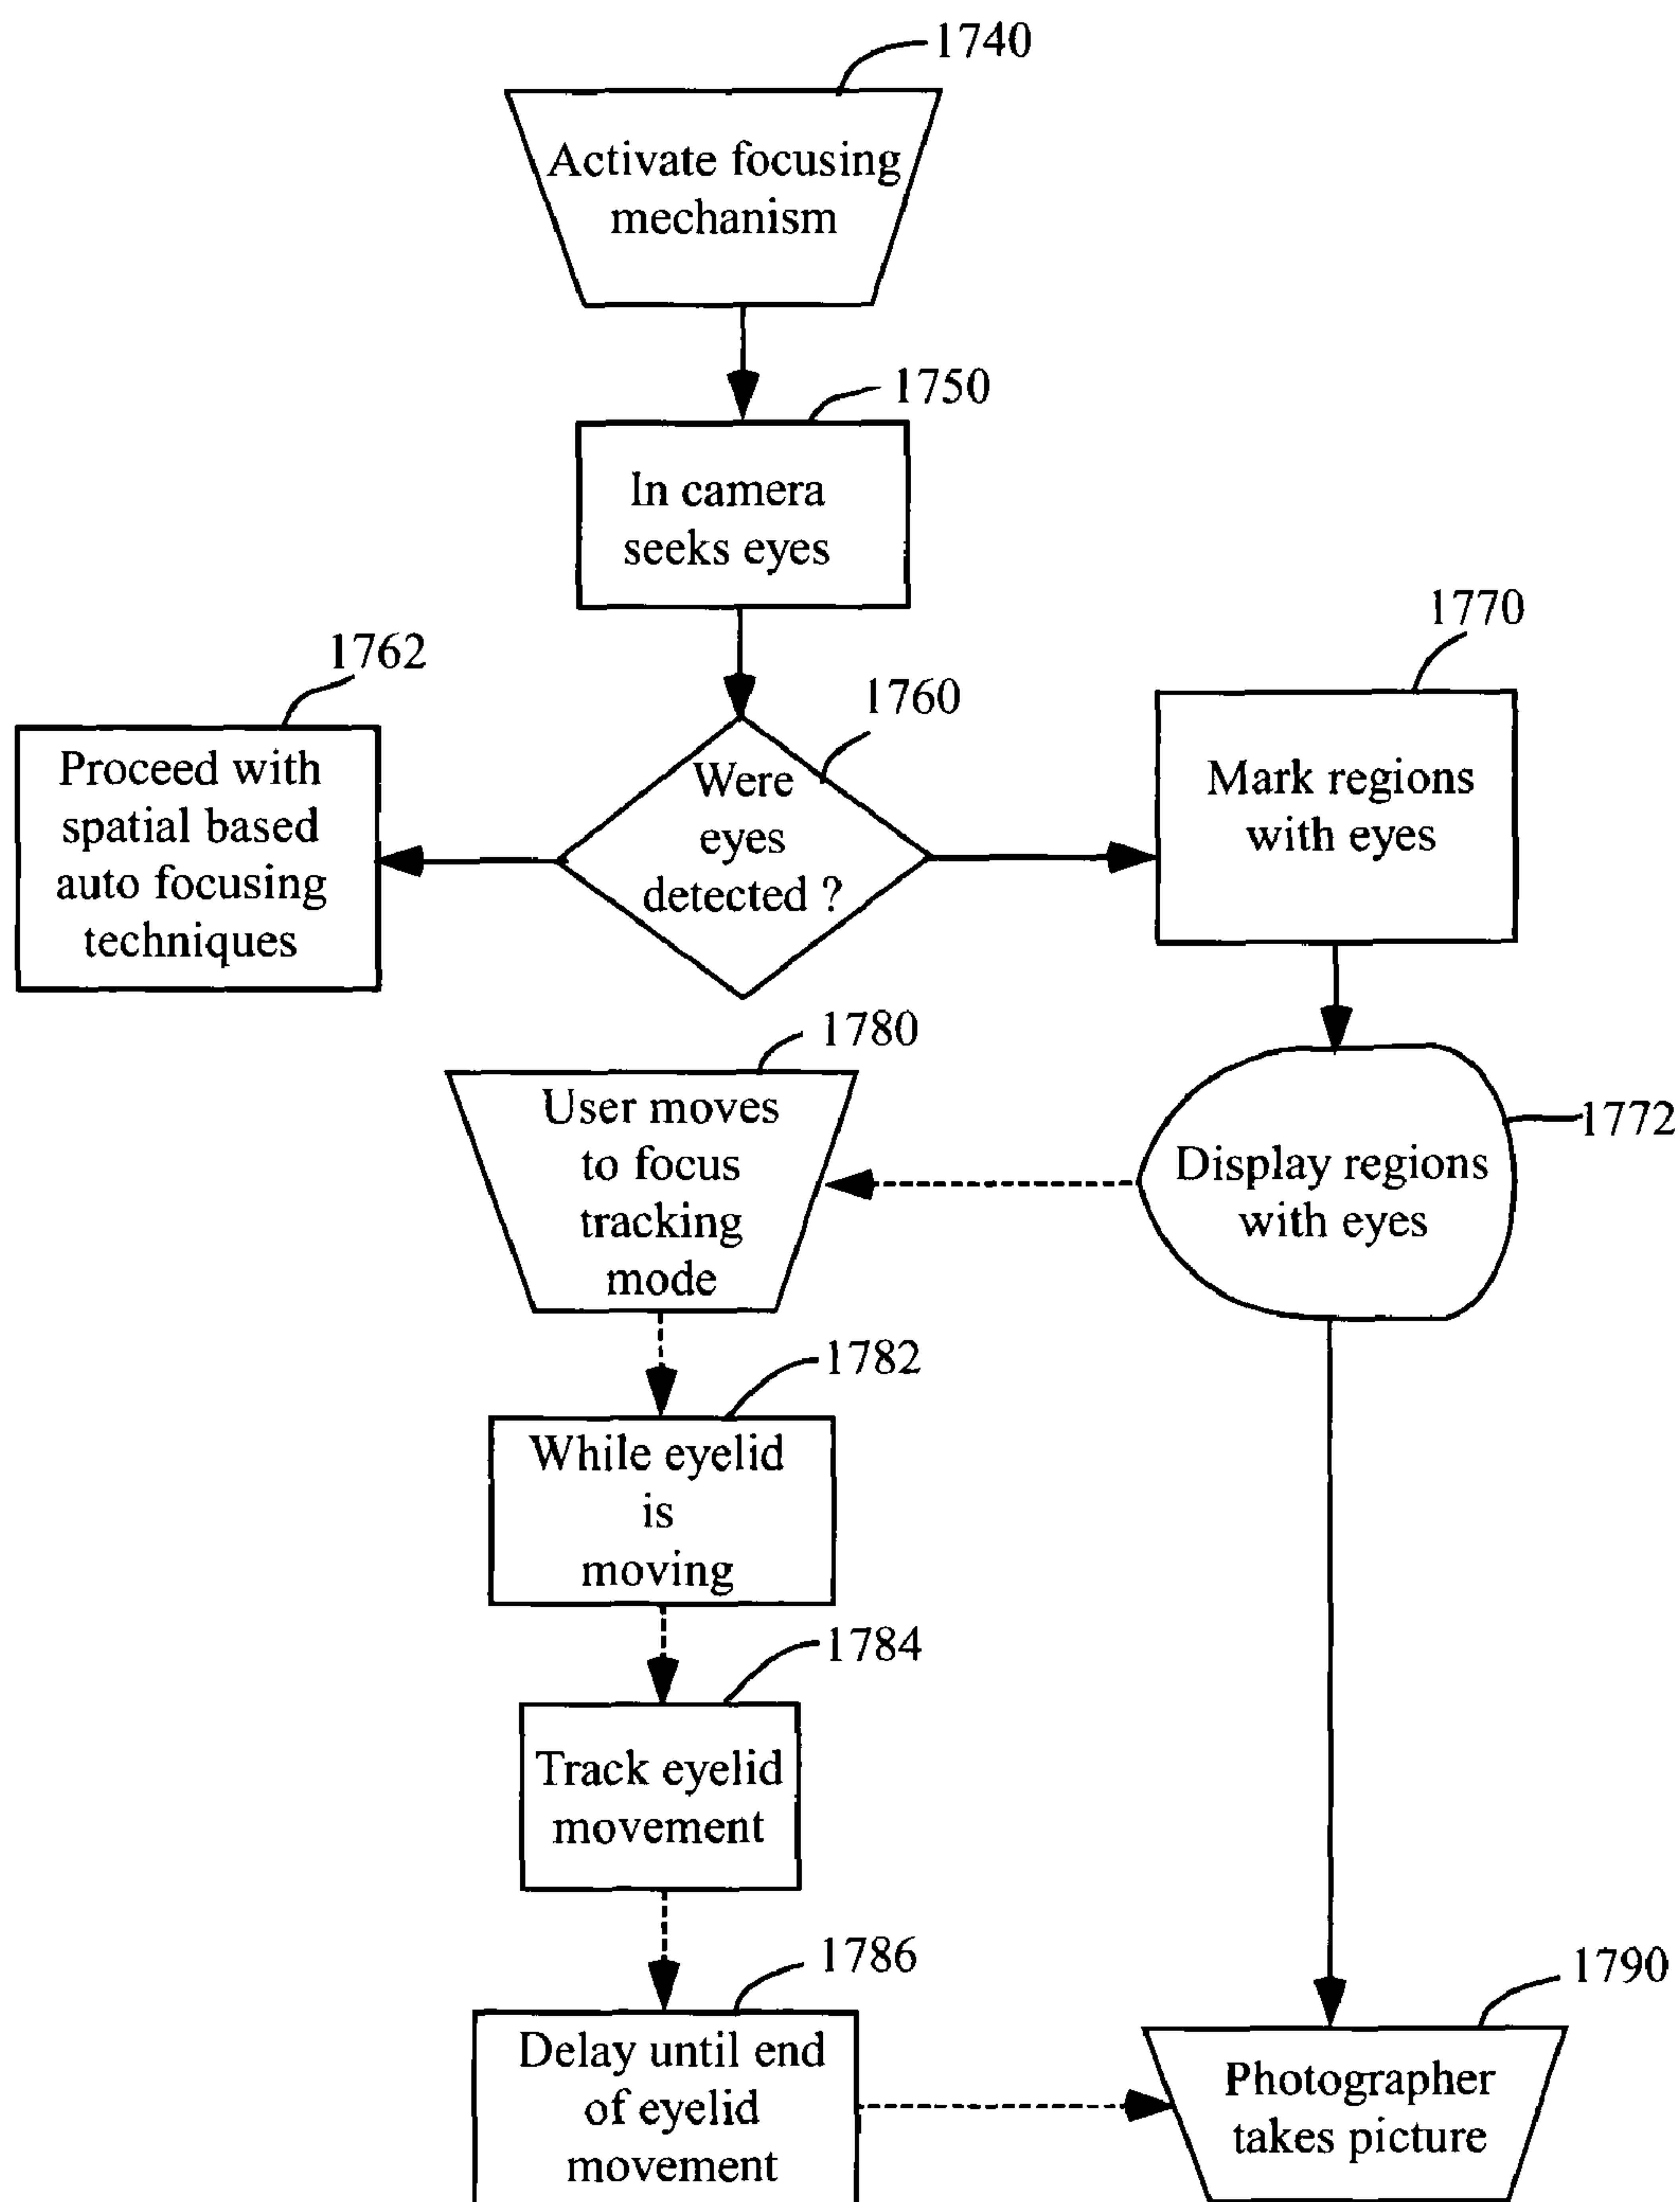 1740
Activate focusing
mechanism
1750
In camera
seeks eyes
1762
Proceed with
spatial based
auto focusing
techniques
1760
Were
eyes
detected ?
1770
Mark regions
with eyes
1780
User moves
to focus
tracking
mode
1772
Display regions
with eyes
1782
While eyelid
is
moving
1784
Track eyelid
movement
1786
Delay until end
of eyelid
movement
1790
Photographer
takes picture